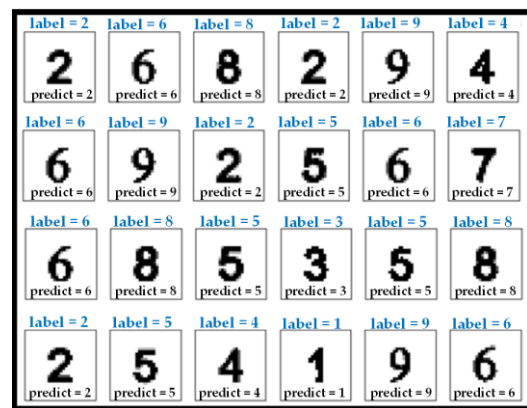 label = 2 label = 6 label = 8 label = 2 label = 9 label = 4
2 6 8 2 9 4
predict = 2 predict = 6 predict = 8 predict = 2 predict = 9 predict = 4
label = 6 label = 9 label = 2 label = 5 label = 6 label = 7
6 9 2 5 6 7
predict = 6 predict = 9 predict = 2 predict = 5 predict = 6 predict = 7
label = 6 label = 8 label = 5 label = 3 label = 5 label = 8
6 8 5 3 5 8
predict = 6 predict = 8 predict = 5 predict = 3 predict = 5 predict = 8
label = 2 label = 5 label = 4 label = 1 label = 9 label = 6
2 5 4 1 9 6
predict = 2 predict = 5 predict = 4 predict = 1 predict = 9 predict = 6